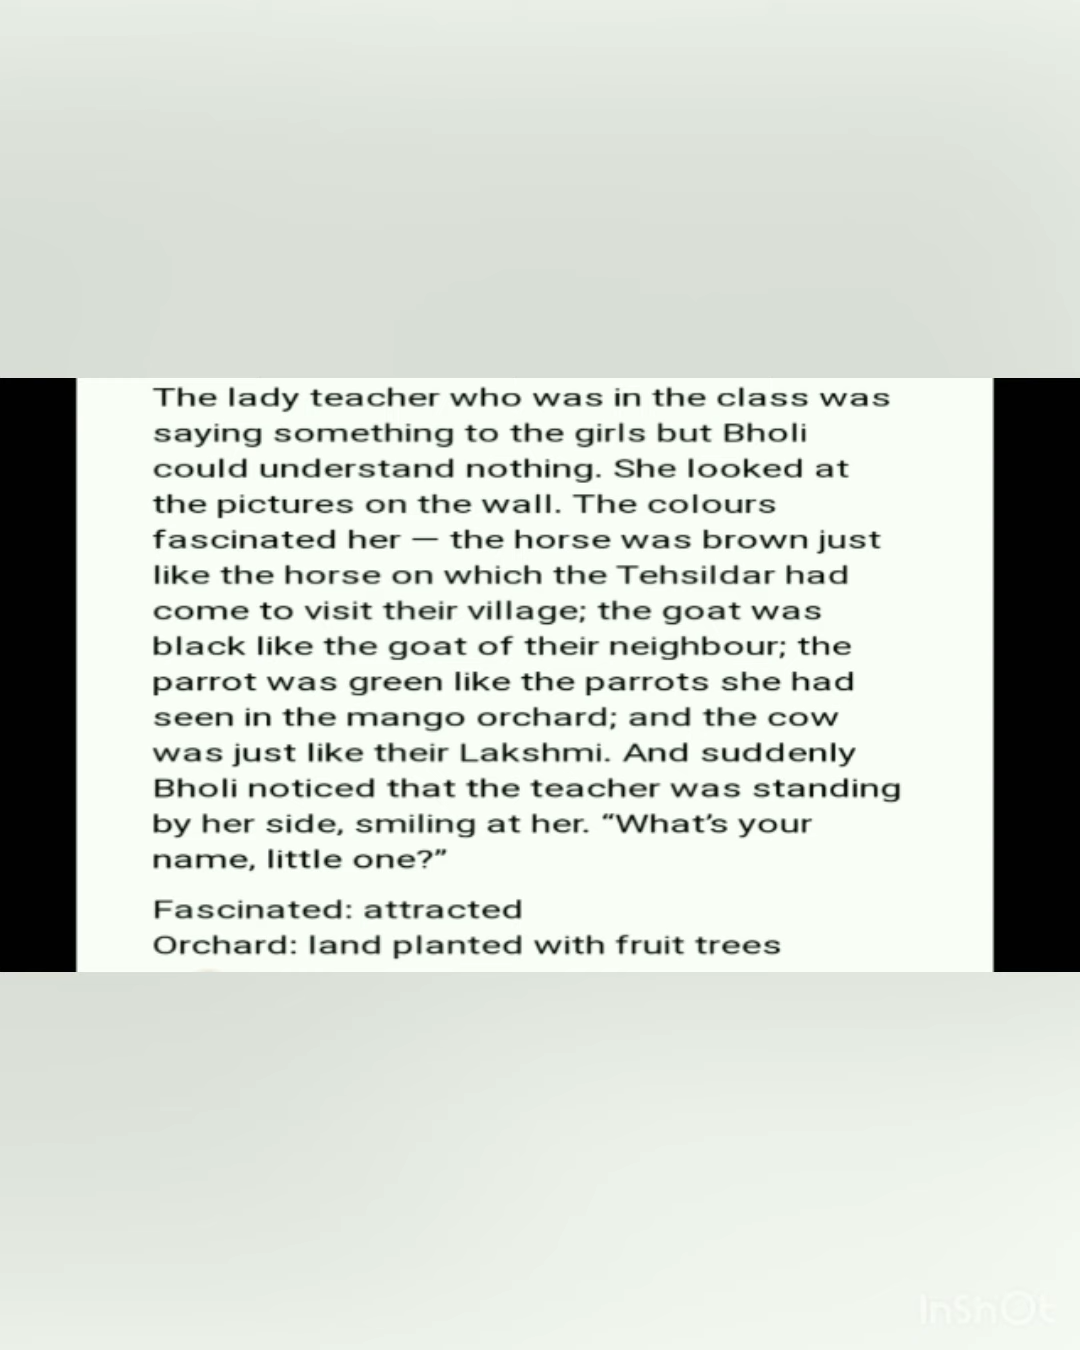 The lady teacher who was in the class was
saying something to the girls but Bholi
could understand nothing. She looked at
the pictures on the wall. The colours
fascinated her — the horse was brown just
like the horse on which the Tehsildar had
come to visit their village; the goat was
black like the goat of their neighbour; the
parrot was green like the parrots she had
seen in the mango orchard; and the cow
was just like their Lakshmi. And suddenly
Bholi noticed that the teacher was standing
by her side, smiling at her. “What’s your
name, little one?”
Fascinated: attracted
Orchard: land planted with fruit trees
InShOt